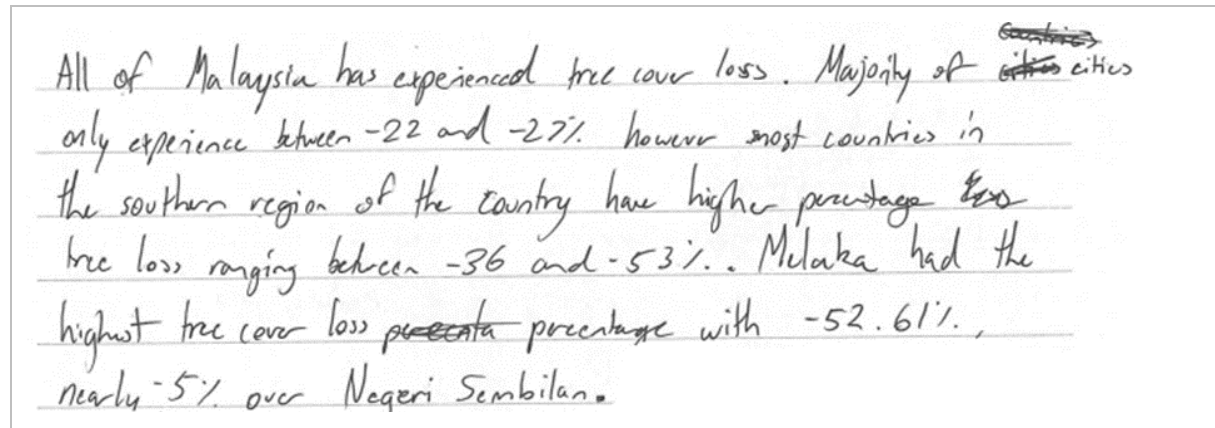 All of Malaysia has experienced tree cover loss. Majority of cities
only experience between -22 and -27% however most countries in
the southern region of the country have higher percentage
tree loss ranging between -36 and -53%. Melaka had the
highest tree cover loss percentage with -52.61%,
nearly -5% over Negeri Sembilan.